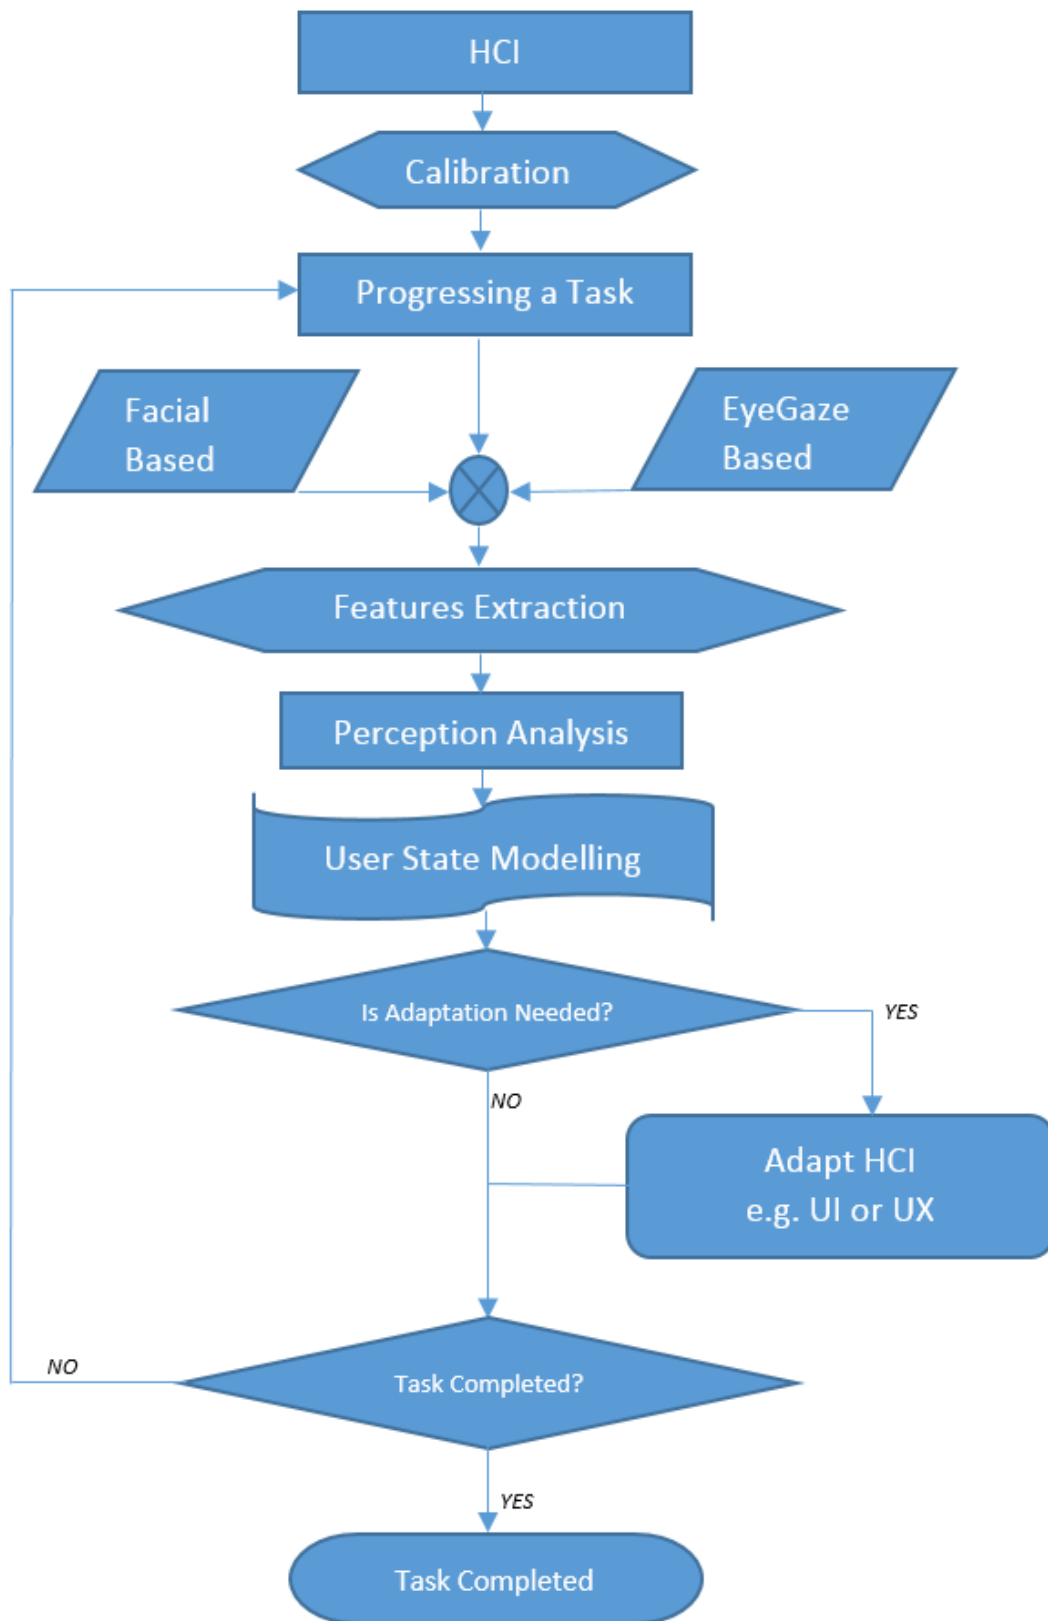 HCI
Calibration
Progressing a Task
Facial
Based
EyeGaze
Based
Features Extraction
Perception Analysis
User State Modelling
Is Adaptation Needed?
YES
NO
Adapt HCI
e.g. UI or UX
NO
Task Completed?
YES
Task Completed